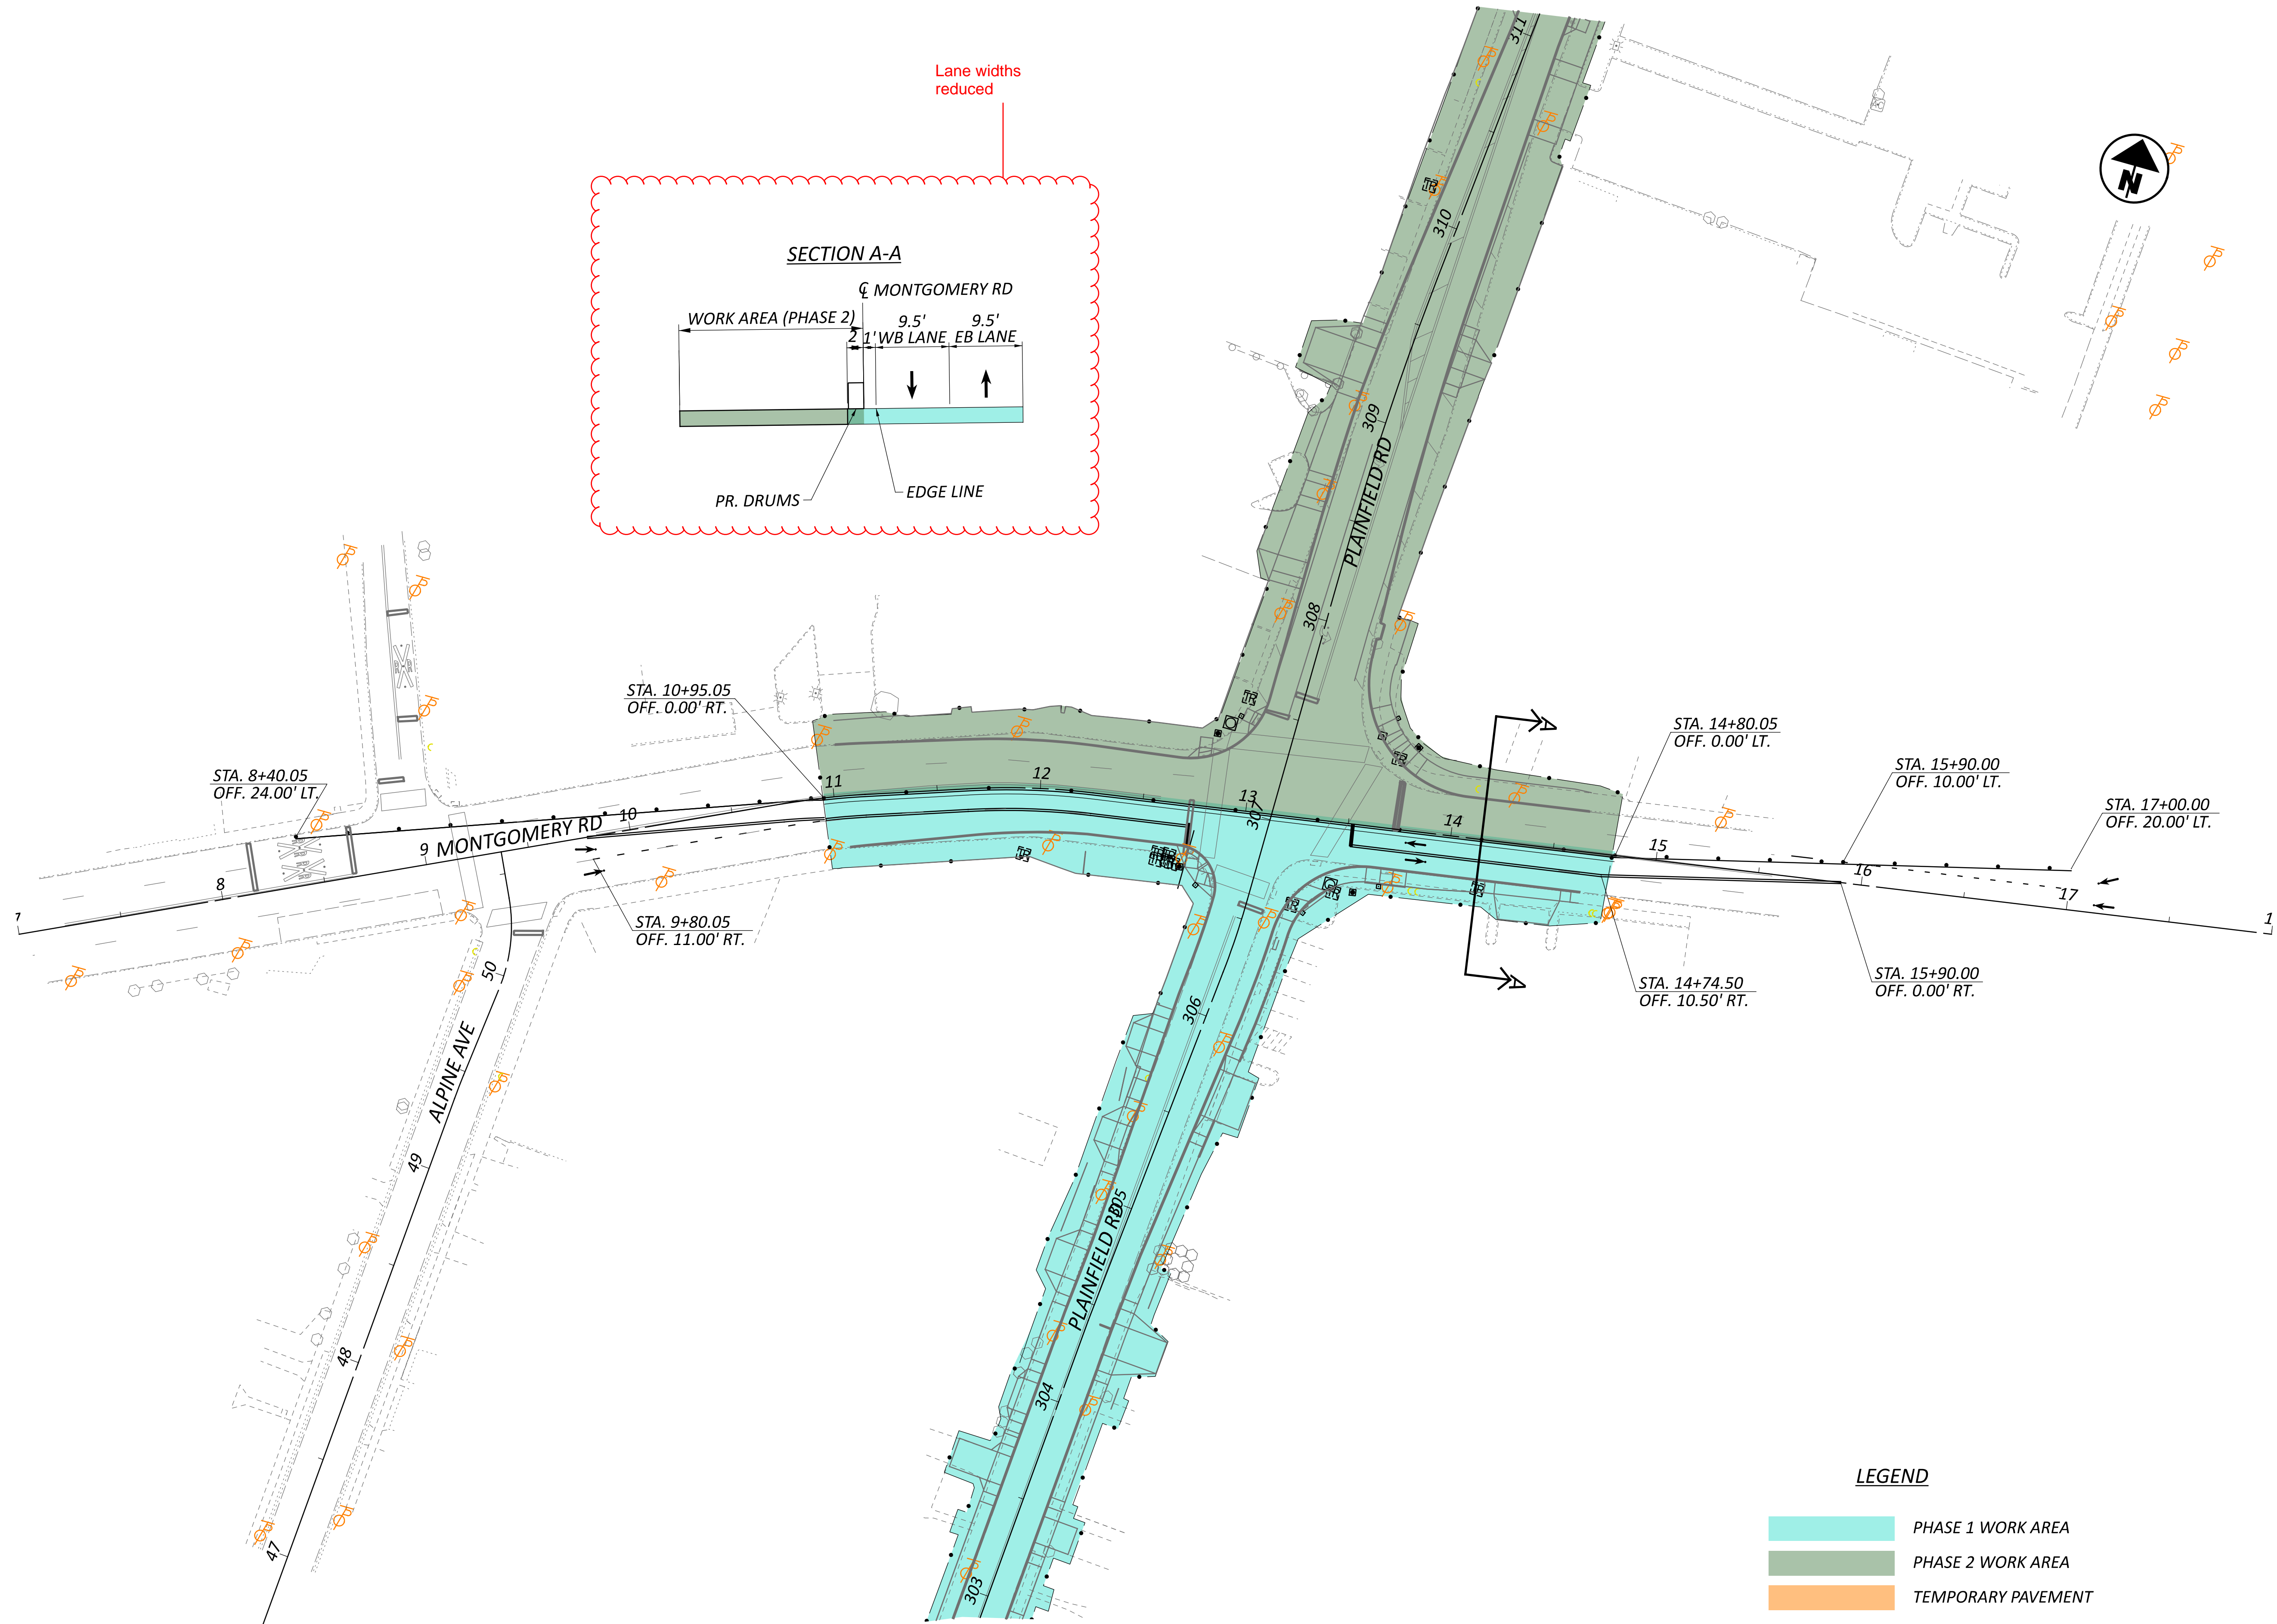 Lane widths
reduced
SECTION A-A
℄ MONTGOMERY RD
WORK AREA (PHASE 2)
9.5' 9.5'
2 1' WB LANE EB LANE
PR. DRUMS
EDGE LINE
N
311
310
309
PLAINFIELD RD
308
307
306
305
PLAINFIELD RD
304
303
STA. 10+95.05
OFF. 0.00' RT.
STA. 8+40.05
OFF. 24.00' LT.
STA. 9+80.05
OFF. 11.00' RT.
MONTGOMERY RD
7
8
9
10
11
12
13
14
15
16
17
1
A
A
STA. 14+80.05
OFF. 0.00' LT.
STA. 15+90.00
OFF. 10.00' LT.
STA. 17+00.00
OFF. 20.00' LT.
STA. 14+74.50
OFF. 10.50' RT.
STA. 15+90.00
OFF. 0.00' RT.
50
ALPINE AVE
49
48
47
LEGEND
PHASE 1 WORK AREA
PHASE 2 WORK AREA
TEMPORARY PAVEMENT